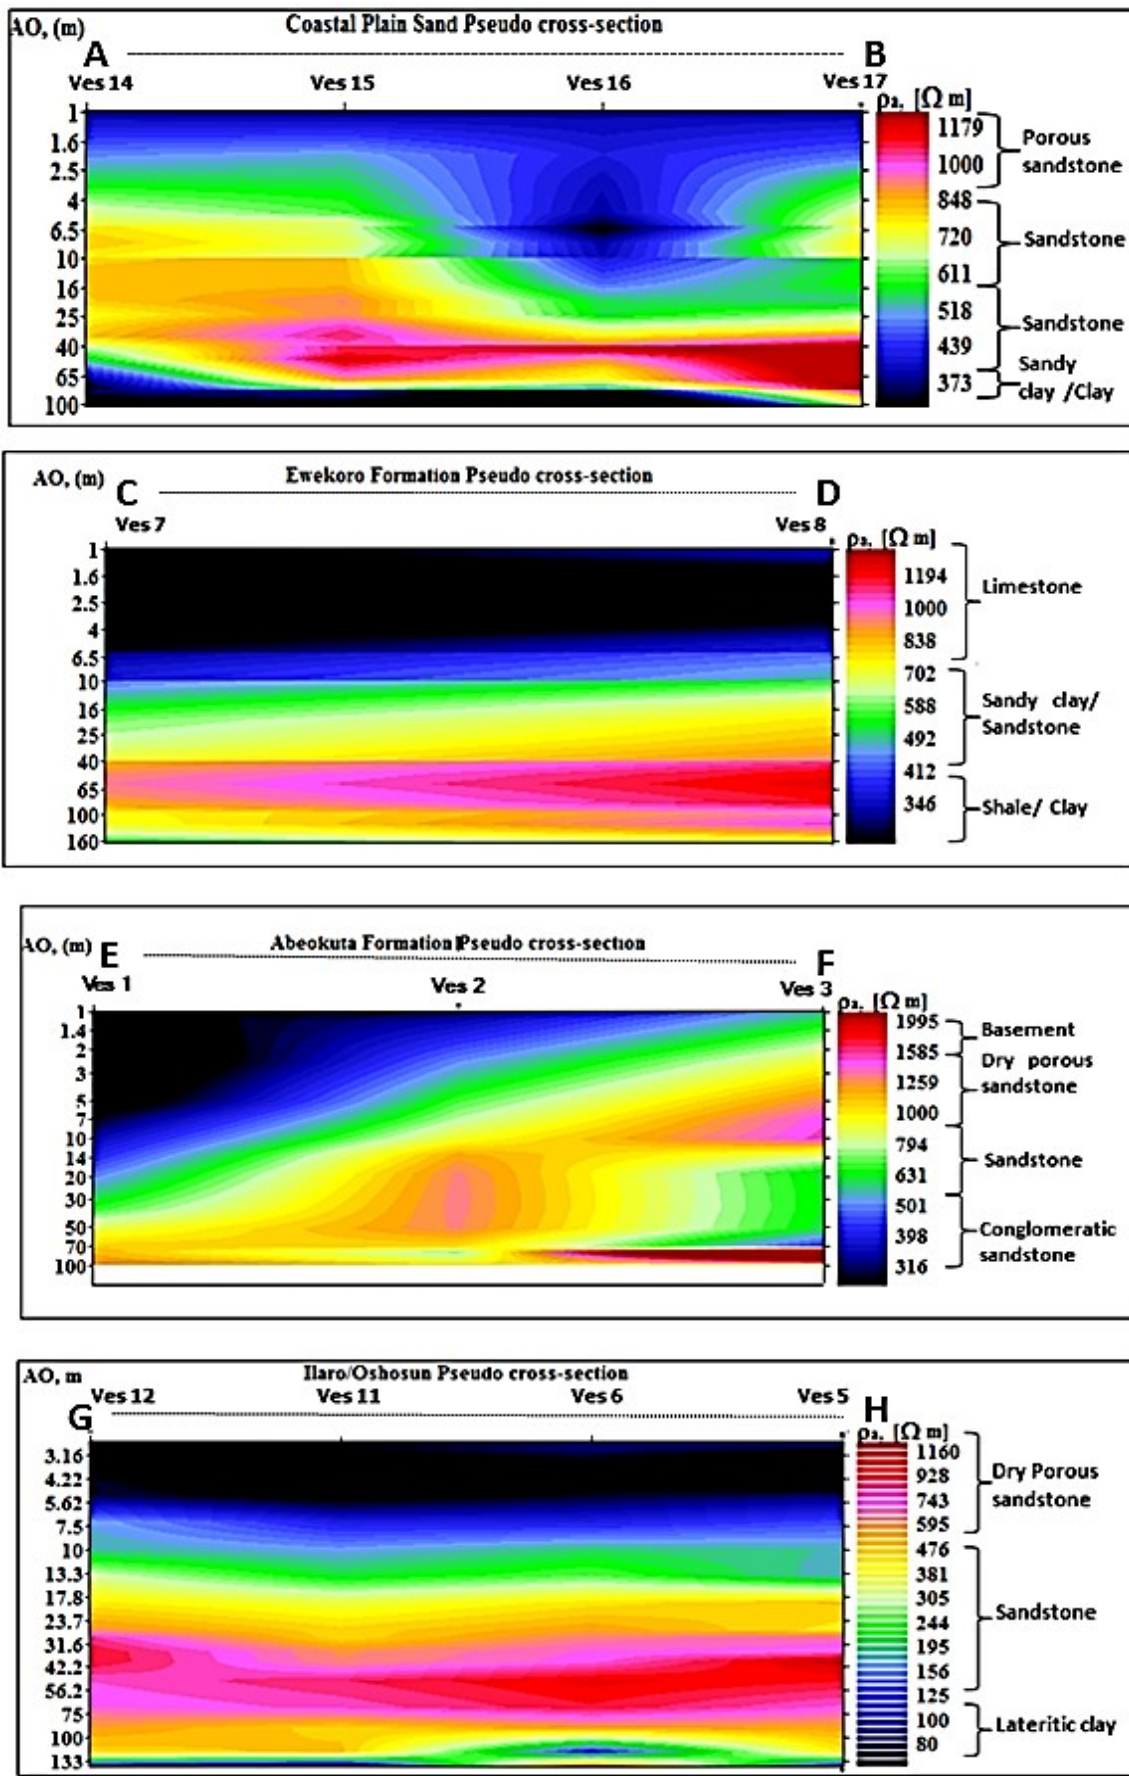 Coastal Plain Sand Pseudo cross-section
AO, (m)
A
B
Ves 14
Ves 15
Ves 16
Ves 17
ρa, [Ω m]
1
1.6
2.5
4
6.5
10
16
25
40
65
100
1179
1000
848
720
611
518
439
373
Porous
sandstone
Sandstone
Sandstone
Sandy
clay /Clay
Ewekoro Formation Pseudo cross-section
AO, (m)
C
D
Ves 7
Ves 8
ρa, [Ω m]
1
1.6
2.5
4
6.5
10
16
25
40
65
100
160
1194
1000
838
702
588
492
412
346
Limestone
Sandy clay/
Sandstone
Shale/ Clay
Abeokuta Formation Pseudo cross-section
AO, (m)
E
F
Ves 1
Ves 2
Ves 3
ρa, [Ω m]
1
1.4
2
3
5
7
10
14
20
30
50
70
100
1995
1585
1259
1000
794
631
501
398
316
Basement
Dry porous
sandstone
Sandstone
Conglomeratic
sandstone
Ilaro/Oshosun Pseudo cross-section
AO, m
Ves 12
Ves 11
Ves 6
Ves 5
G
H
ρa, [Ω m]
3.16
4.22
5.62
7.5
10
13.3
17.8
23.7
31.6
42.2
56.2
75
100
133
1160
928
743
595
476
381
305
244
195
156
125
100
80
Dry Porous
sandstone
Sandstone
Lateritic clay